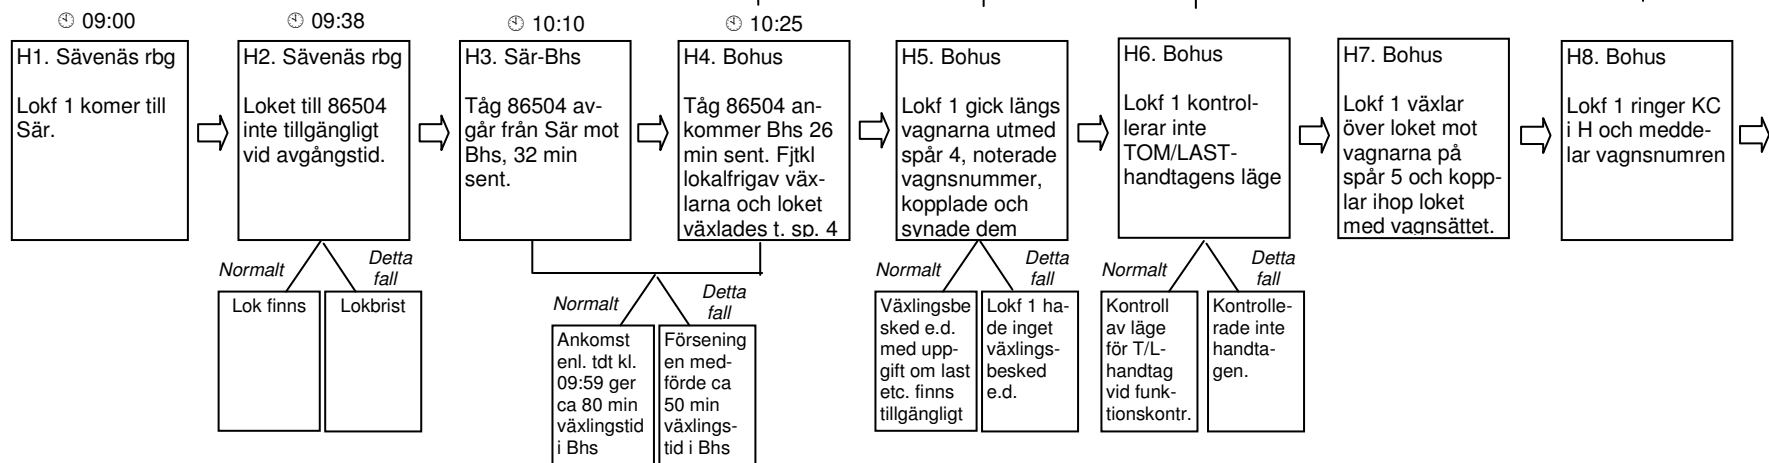 09:00
H1. Sävenäs rbg
Lokf 1 komer till
Sär.
09:38
H2. Sävenäs rbg
Loket till 86504
inte tillgängligt
vid avgångstid.
Normalt
Detta
fall
Lok finns
Lokbrist
10:10
H3. Sär-Bhs
Tåg 86504 av-
går från Sär mot
Bhs, 32 min
sent.
10:25
H4. Bohus
Tåg 86504 an-
kommer Bhs 26
min sent. Fjtkl
lokalfrigav väx-
larna och loket
växlades t. sp. 4
Normalt
Detta
fall
Ankomst
enl. tdt kl.
09:59 ger
ca 80 min
växlingstid
i Bhs
Försening
en med-
förde ca
50 min
växlings-
tid i Bhs
H5. Bohus
Lokf 1 gick längs
vagnarna utmed
spår 4, noterade
vagnsnummer,
kopplade och
synade dem
Normalt
Detta
fall
Växlingsbe
sked e.d.
med upp-
gift om last
etc. finns
tillgängligt
Lokf 1 ha-
de inget
växlings-
besked
e.d.
H6. Bohus
Lokf 1 kontrol-
lerar inte
TOM/LAST-
handtagens läge
Normalt
Detta
fall
Kontroll
av läge
för T/L-
handtag
vid funk-
tionskontr.
Kontrolle-
rade inte
handta-
gen.
H7. Bohus
Lokf 1 växlar
över loket mot
vagnarna på
spår 5 och kopp-
lar ihop loket
med vagnsättet.
H8. Bohus
Lokf 1 ringer KC
i H och medde-
lar vagnsnumren